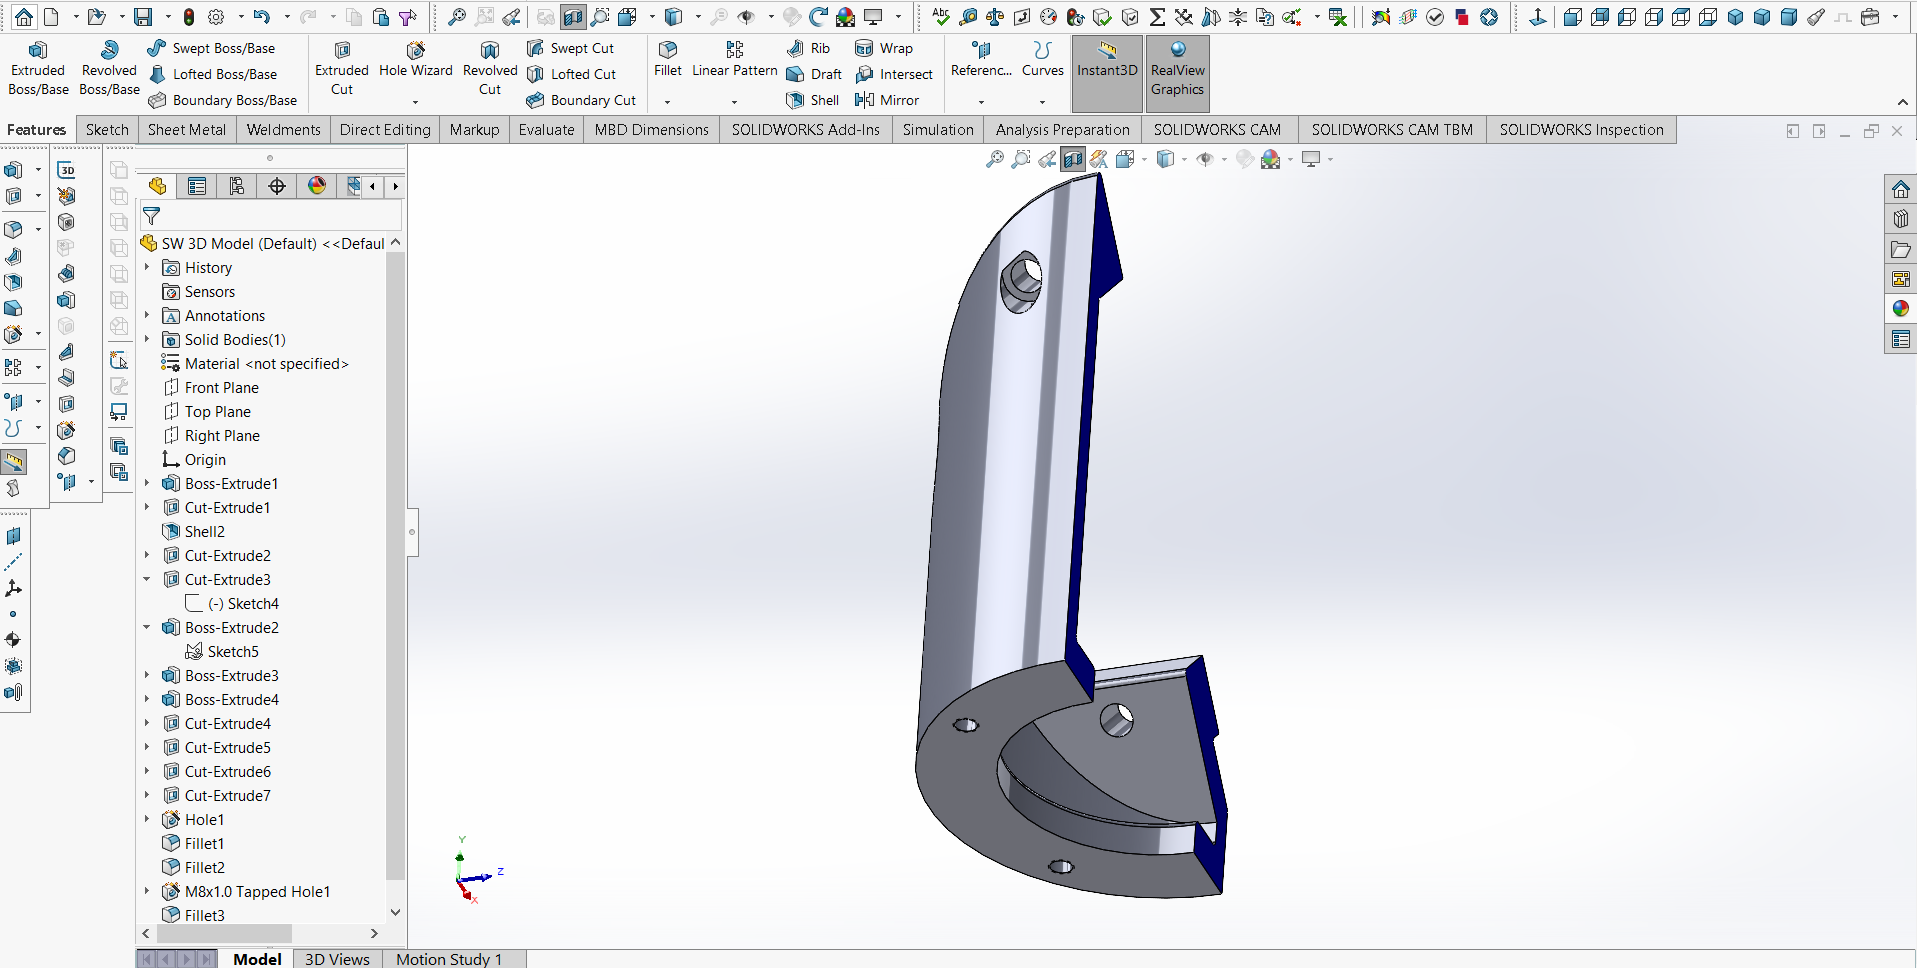 Abc
Extruded Boss/Base
Revolved Boss/Base
Swept Boss/Base
Lofted Boss/Base
Boundary Boss/Base
Extruded Cut
Hole Wizard
Revolved Cut
Swept Cut
Lofted Cut
Boundary Cut
Fillet
Linear Pattern
Rib
Draft
Shell
Wrap
Intersect
Mirror
Referenc...
Curves
Instant3D
RealView Graphics
Features
Sketch
Sheet Metal
Weldments
Direct Editing
Markup
Evaluate
MBD Dimensions
SOLIDWORKS Add-Ins
Simulation
Analysis Preparation
SOLIDWORKS CAM
SOLIDWORKS CAM TBM
SOLIDWORKS Inspection
3D
SW 3D Model (Default) <<Defaul
History
Sensors
Annotations
Solid Bodies(1)
Material <not specified>
Front Plane
Top Plane
Right Plane
Origin
Boss-Extrude1
Cut-Extrude1
Shell2
Cut-Extrude2
Cut-Extrude3
(-) Sketch4
Boss-Extrude2
Sketch5
Boss-Extrude3
Boss-Extrude4
Cut-Extrude4
Cut-Extrude5
Cut-Extrude6
Cut-Extrude7
Hole1
Fillet1
Fillet2
M8x1.0 Tapped Hole1
Fillet3
Y
Z
X
Model
3D Views
Motion Study 1